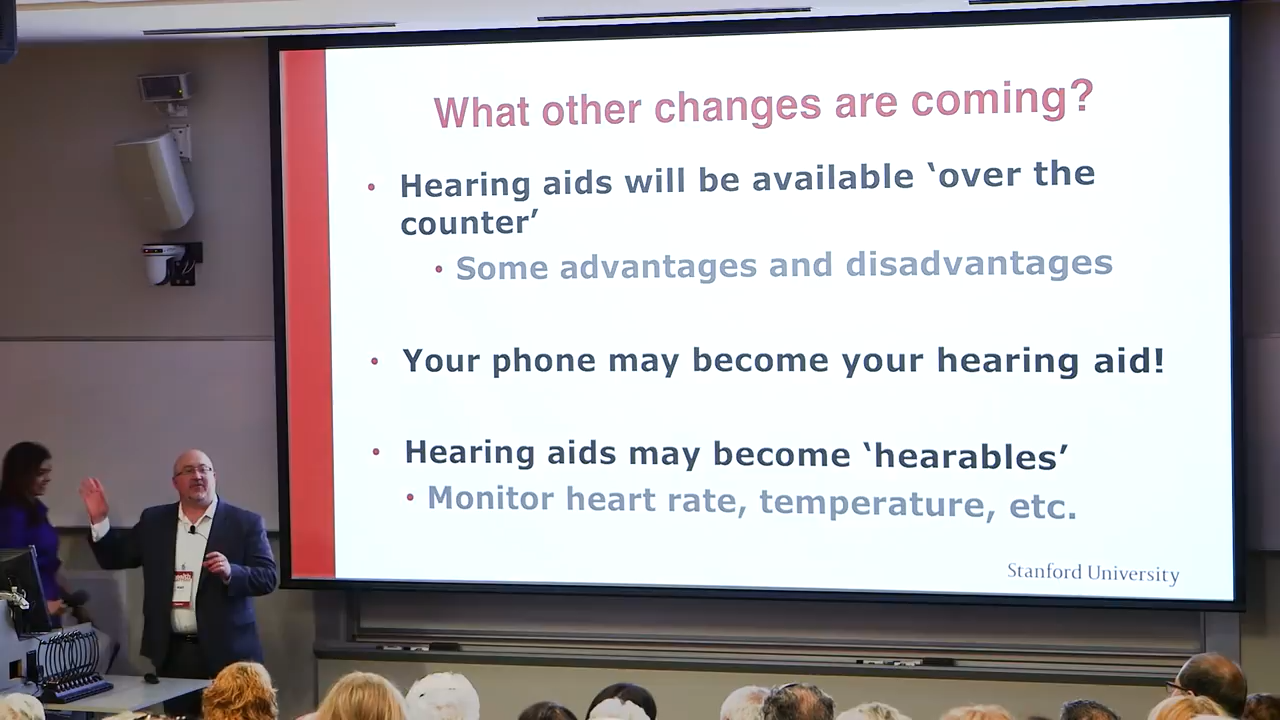 What other changes are coming?
• Hearing aids will be available ‘over the
counter’
• Some advantages and disadvantages
• Your phone may become your hearing aid!
• Hearing aids may become ‘hearables’
• Monitor heart rate, temperature, etc.
Stanford University